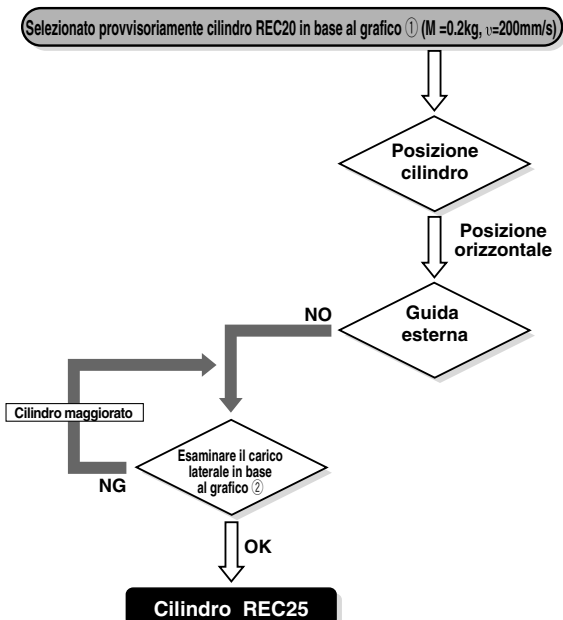 Selezionato provvisoriamente cilindro REC20 in base al grafico ① (M =0.2kg, υ=200mm/s)
Posizione
cilindro
Posizione
orizzontale
Guida
esterna
NO
Cilindro maggiorato
Esaminare il carico
laterale in base
al grafico ②
NG
OK
Cilindro REC25